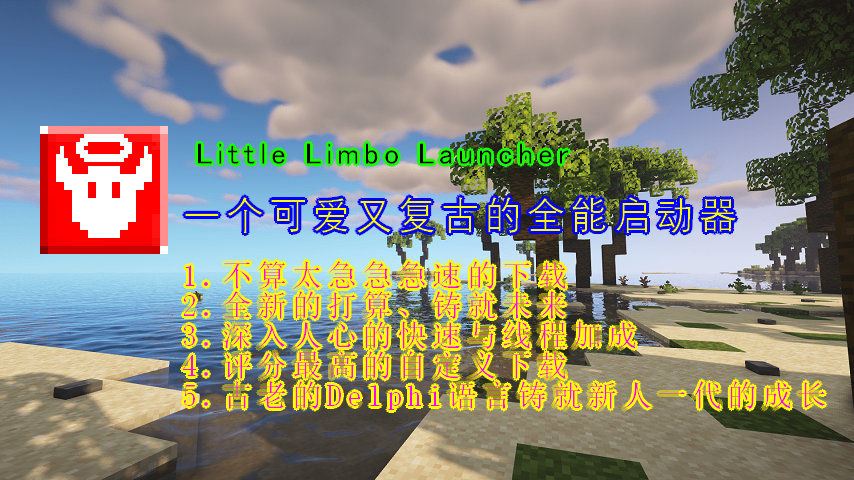 Little Limbo Launcher
一个可爱又复古的全能启动器
1.不算太急急急速的下载
2.全新的打算、铸就未来
3.深入人心的快速与线程加成
4.评分最高的自定义下载
5.古老的Delphi语言铸就新人一代的成长